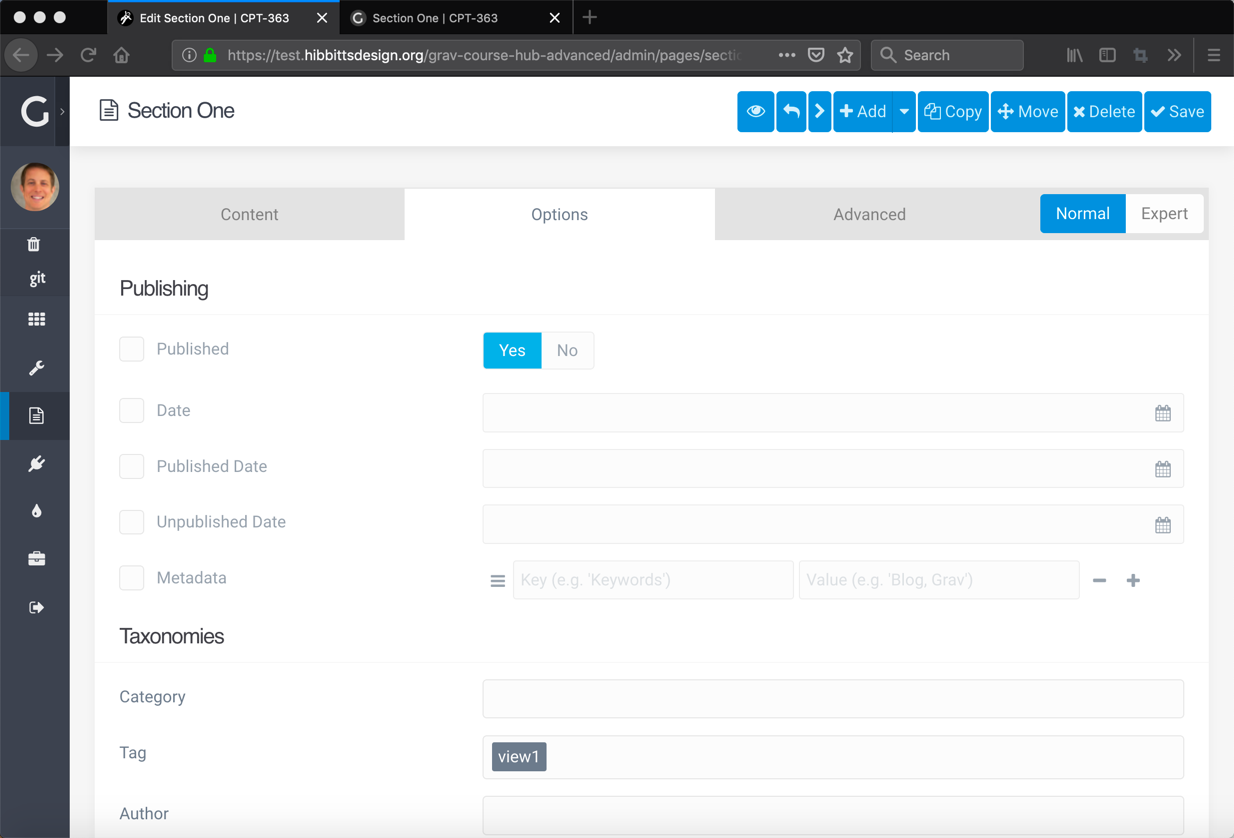 Edit Section One | CPT-363
Section One | CPT-363
https://test.hibbittsdesign.org/grav-course-hub-advanced/admin/pages/sectio
Search
Section One
Add
Copy
Move
Delete
Save
Content
Options
Advanced
Normal
Expert
git
Publishing
Published
Yes
No
Date
Published Date
Unpublished Date
Metadata
Key (e.g. 'Keywords')
Value (e.g. 'Blog, Grav')
Taxonomies
Category
Tag
view1
Author